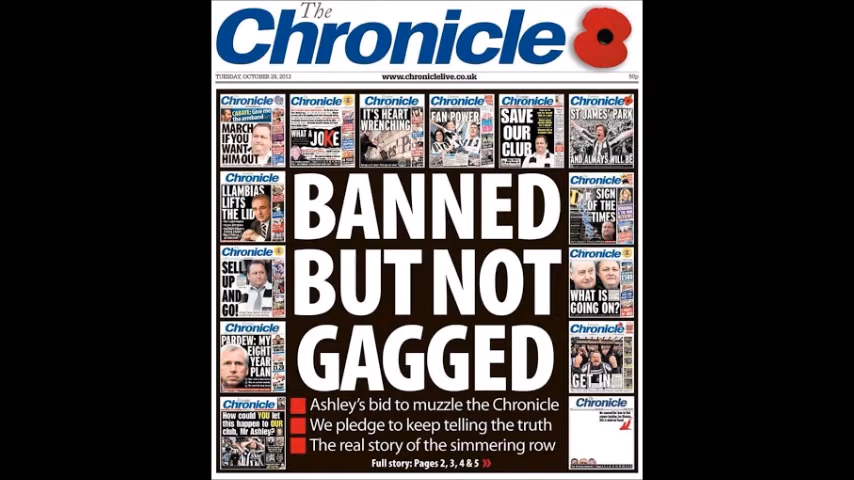 The
Chronicle
TUESDAY, OCTOBER 29, 2013
www.chroniclelive.co.uk
50p
Chronicle
MARCH
IF YOU
WANT
HIM OUT
Chronicle
WHAT A JOKE
Chronicle
IT'S HEART
WRENCHING
Chronicle
FAN POWER
Chronicle
SAVE
OUR
CLUB
Chronicle
ST JAMES' PARK
AND ALWAYS WILL BE
Chronicle
LLAMBIAS
LIFTS
THE LID
Chronicle
SIGN
OF THE
TIMES
Chronicle
SELL
UP
AND
GO!
Chronicle
WHAT IS
GOING ON?
Chronicle
PARDEW: MY
EIGHT
YEAR
PLAN
Chronicle
GET IN
Chronicle
How could YOU let
this happen to OUR
club, Mr Ashley?
Chronicle
BANNED
BUT NOT
GAGGED
Ashley's bid to muzzle the Chronicle
We pledge to keep telling the truth
The real story of the simmering row
Full story: Pages 2, 3, 4 & 5